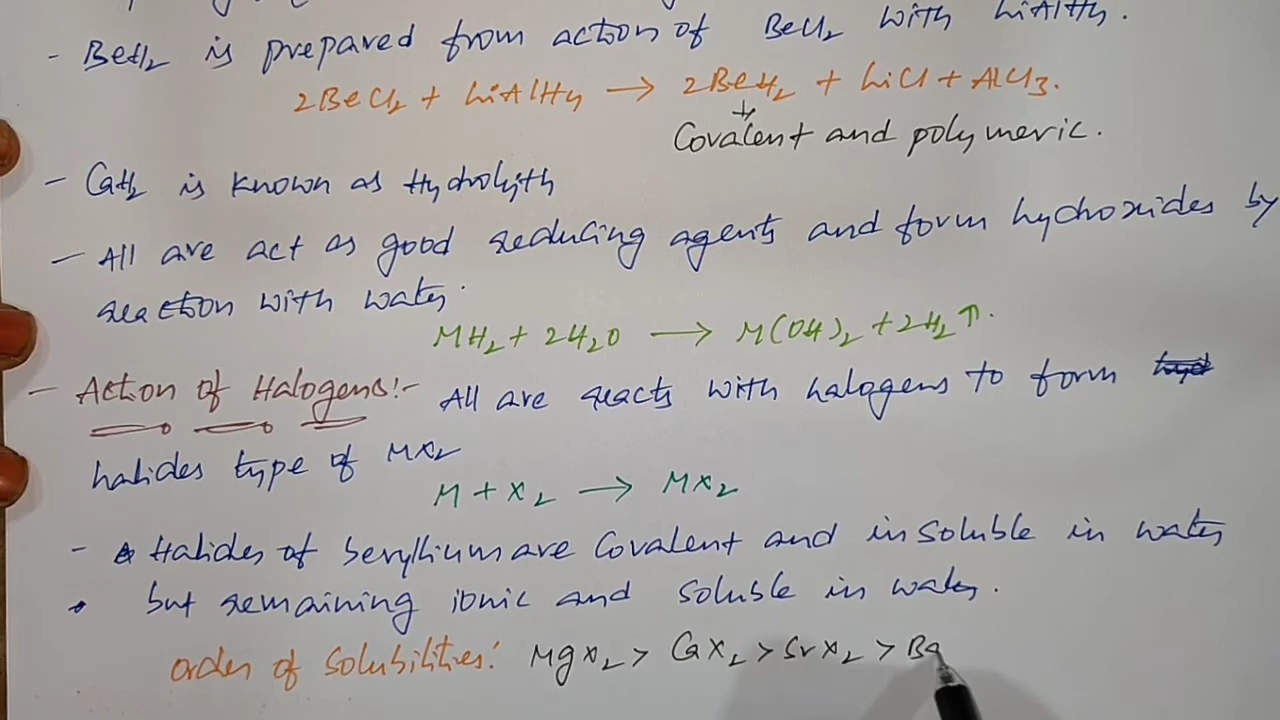 - BeH2 is prepared from action of BeCl2 with LiAlH4.
2BeCl2 + LiAlH4 → 2BeH2 + LiCl + AlCl3.
↓
Covalent and polymeric.
- CaH2 is known as Hydrolyth
- All are act as good reducing agents and form hydroxides by
reaction with water.
MH2 + 2H2O → M(OH)2 + 2H2↑.
- Action of Halogens:- All are reacts with halogens to form
halides type of MX2
M + X2 → MX2
- Halides of beryllium are Covalent and insoluble in water
but remaining ionic and soluble in water.
order of solubilities: MgX2 > CaX2 > SrX2 > Ba